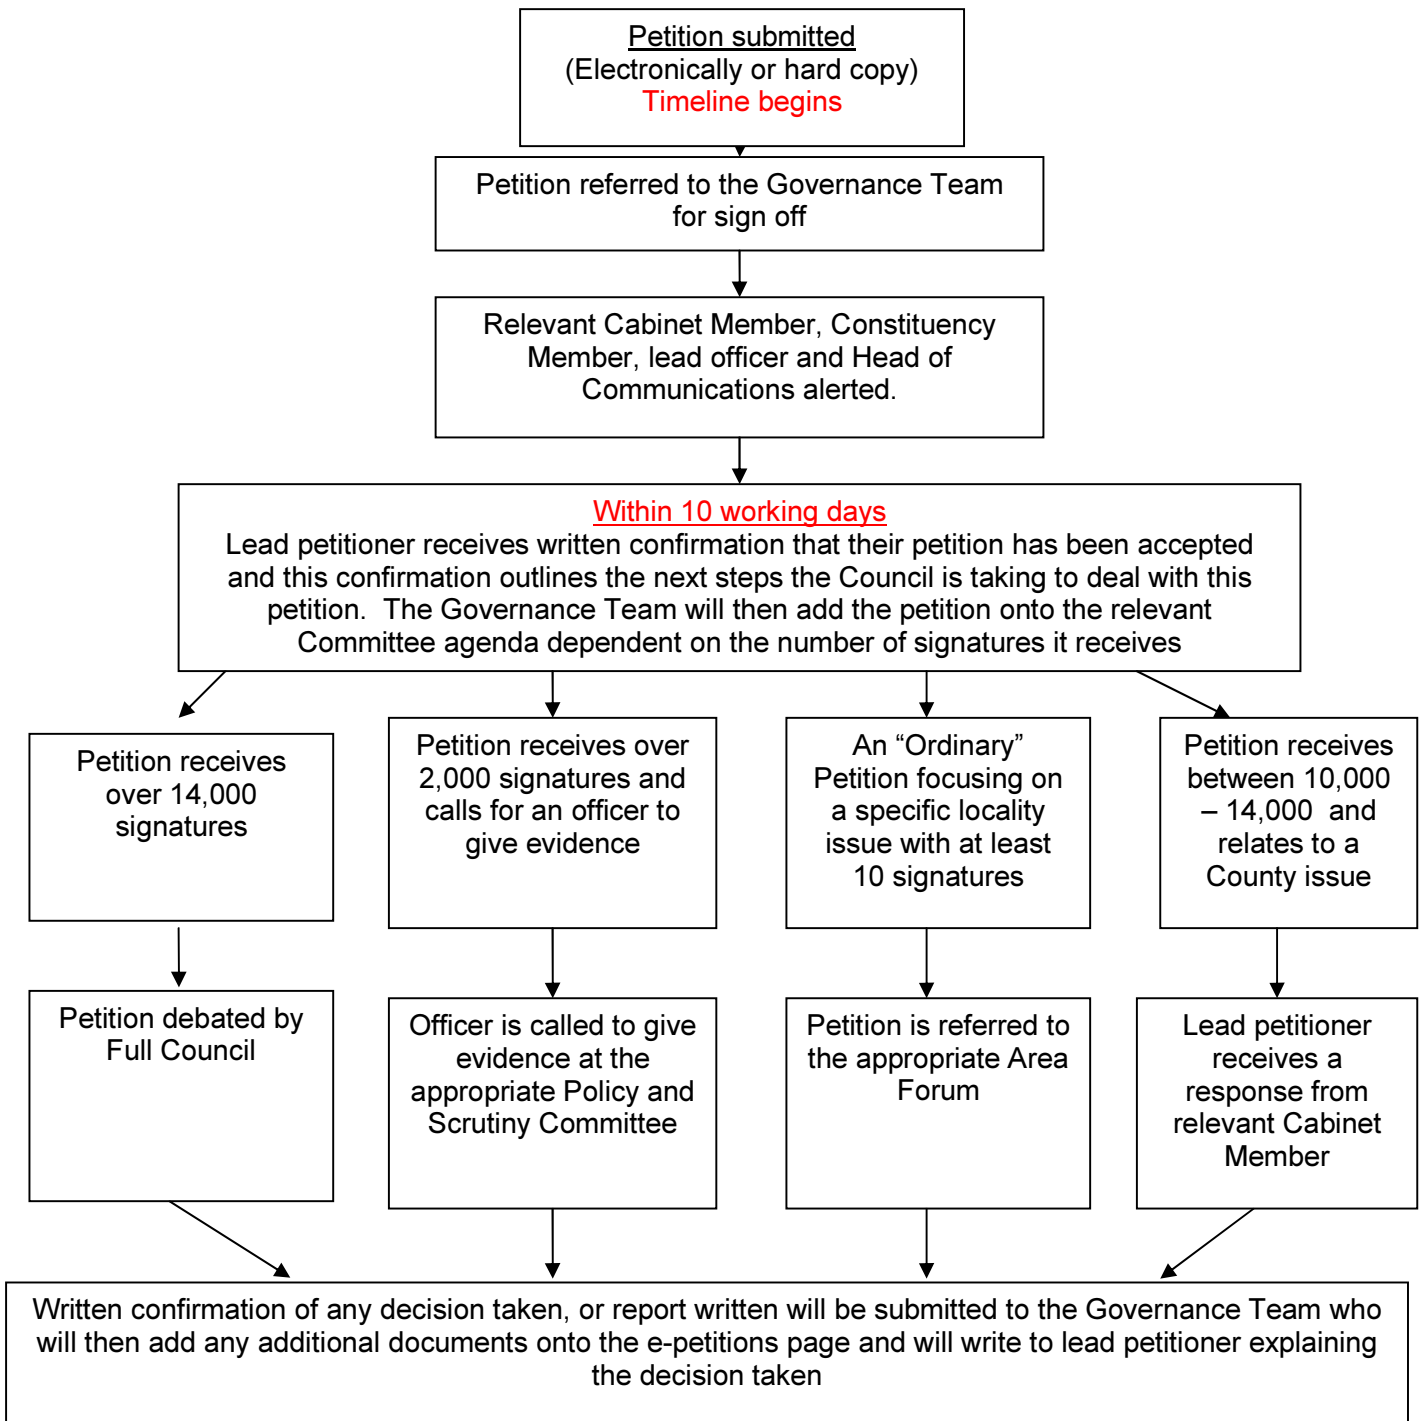 Petition submitted
(Electronically or hard copy)
Timeline begins
Petition referred to the Governance Team
for sign off
Relevant Cabinet Member, Constituency
Member, lead officer and Head of
Communications alerted.
Within 10 working days
Lead petitioner receives written confirmation that their petition has been accepted
and this confirmation outlines the next steps the Council is taking to deal with this
petition.  The Governance Team will then add the petition onto the relevant
Committee agenda dependent on the number of signatures it receives
Petition receives
over 14,000
signatures
Petition receives over
2,000 signatures and
calls for an officer to
give evidence
An “Ordinary”
Petition focusing on
a specific locality
issue with at least
10 signatures
Petition receives
between 10,000
– 14,000  and
relates to a
County issue
Petition debated by
Full Council
Officer is called to give
evidence at the
appropriate Policy and
Scrutiny Committee
Petition is referred to
the appropriate Area
Forum
Lead petitioner
receives a
response from
relevant Cabinet
Member
Written confirmation of any decision taken, or report written will be submitted to the Governance Team who
will then add any additional documents onto the e-petitions page and will write to lead petitioner explaining
the decision taken